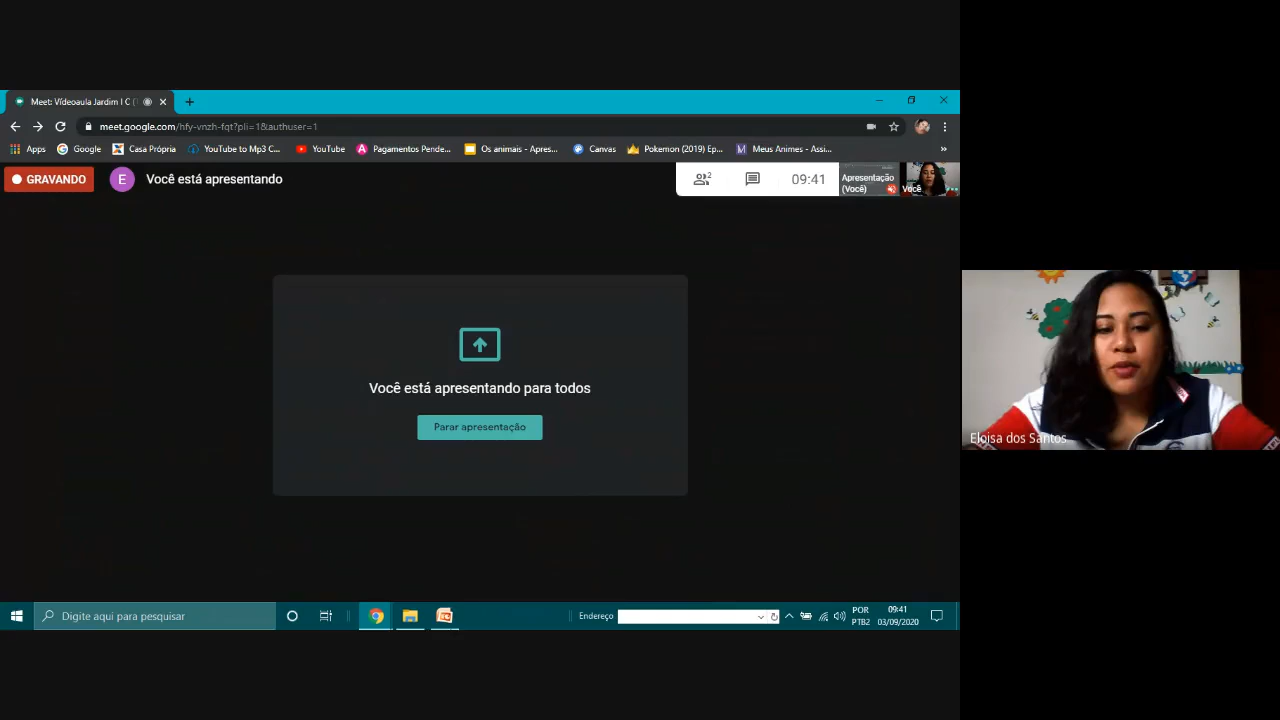 Meet: Vídeoaula Jardim I C (
meet.google.com/hfy-vnzh-fqt?pli=1&authuser=1
Apps Google Casa Própria YouTube to Mp3 C... YouTube Pagamentos Pende... Os animais - Apres... Canvas Pokemon (2019) Ep... Meus Animes - Assi... »
GRAVANDO E Você está apresentando 2 09:41 Apresentação (Você) Você
Você está apresentando para todos
Parar apresentação
Eloisa dos Santos
Digite aqui para pesquisar Endereço POR 09:41
PTB2 03/09/2020